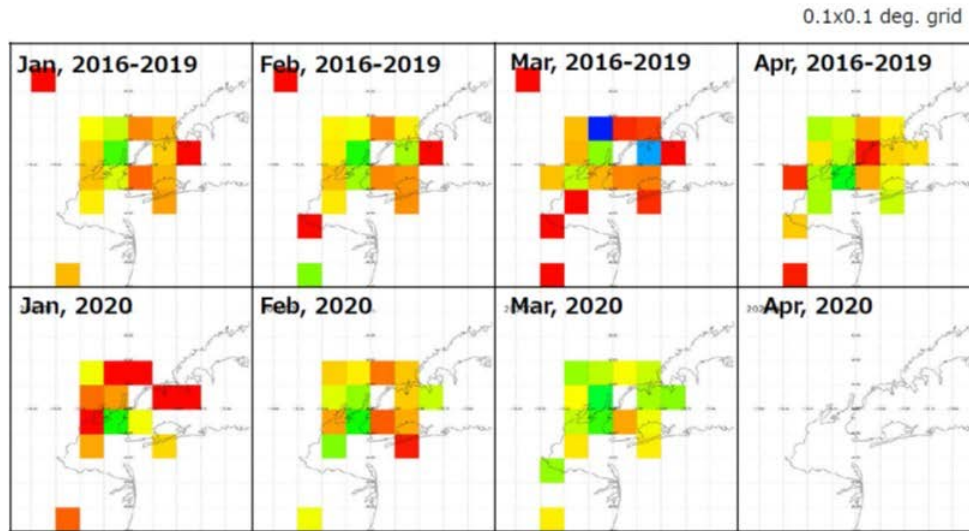 0.1x0.1 deg. grid
Jan, 2016-2019
Feb, 2016-2019
Mar, 2016-2019
Apr, 2016-2019
Jan, 2020
Feb, 2020
Mar, 2020
Apr, 2020